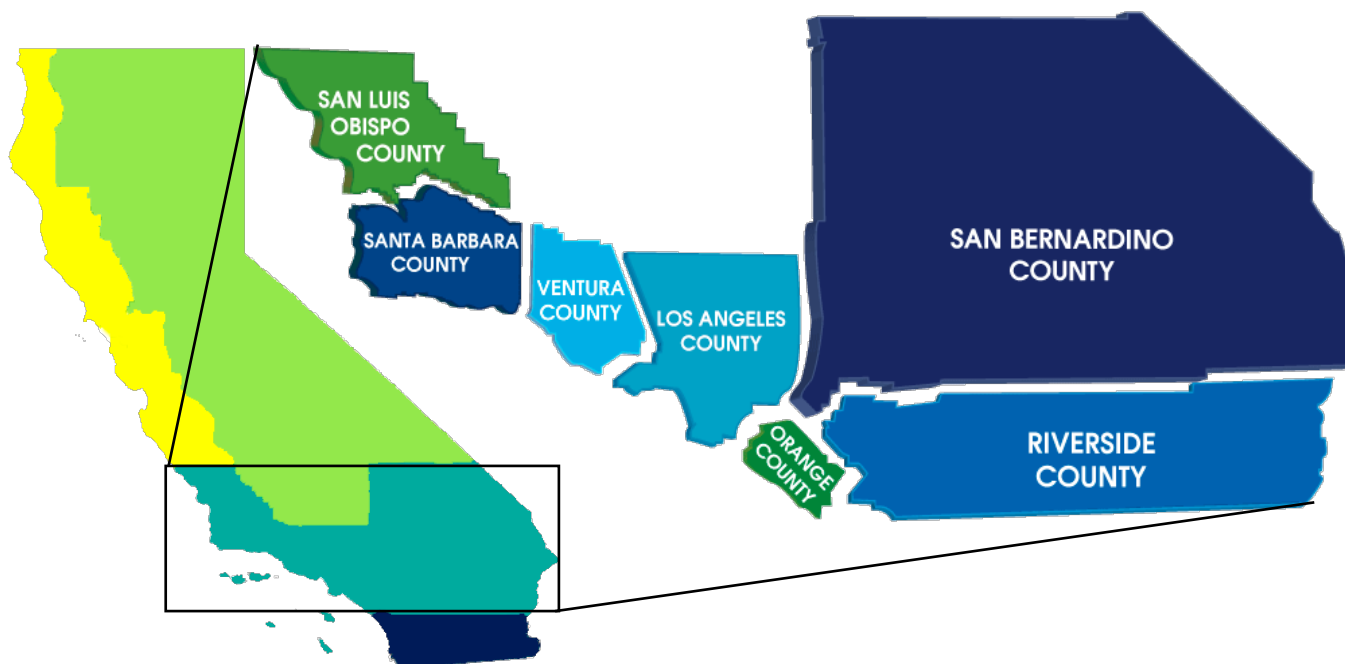 SAN LUIS
OBISPO
COUNTY
SANTA BARBARA
COUNTY
VENTURA
COUNTY
LOS ANGELES
COUNTY
ORANGE
COUNTY
SAN BERNARDINO
COUNTY
RIVERSIDE
COUNTY